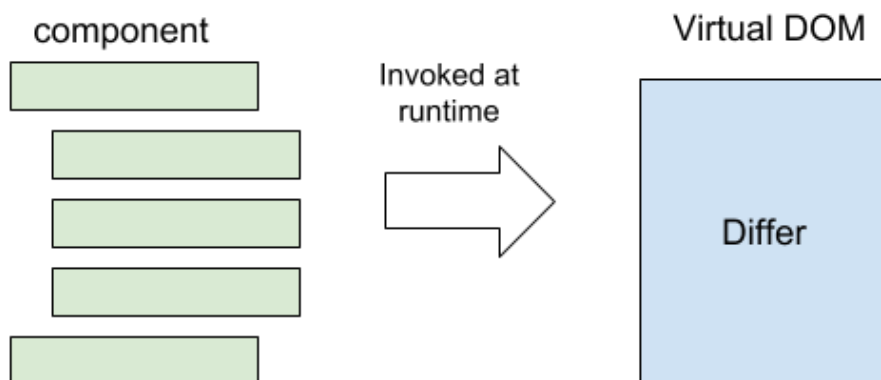 component
Invoked at
runtime
Virtual DOM
Differ